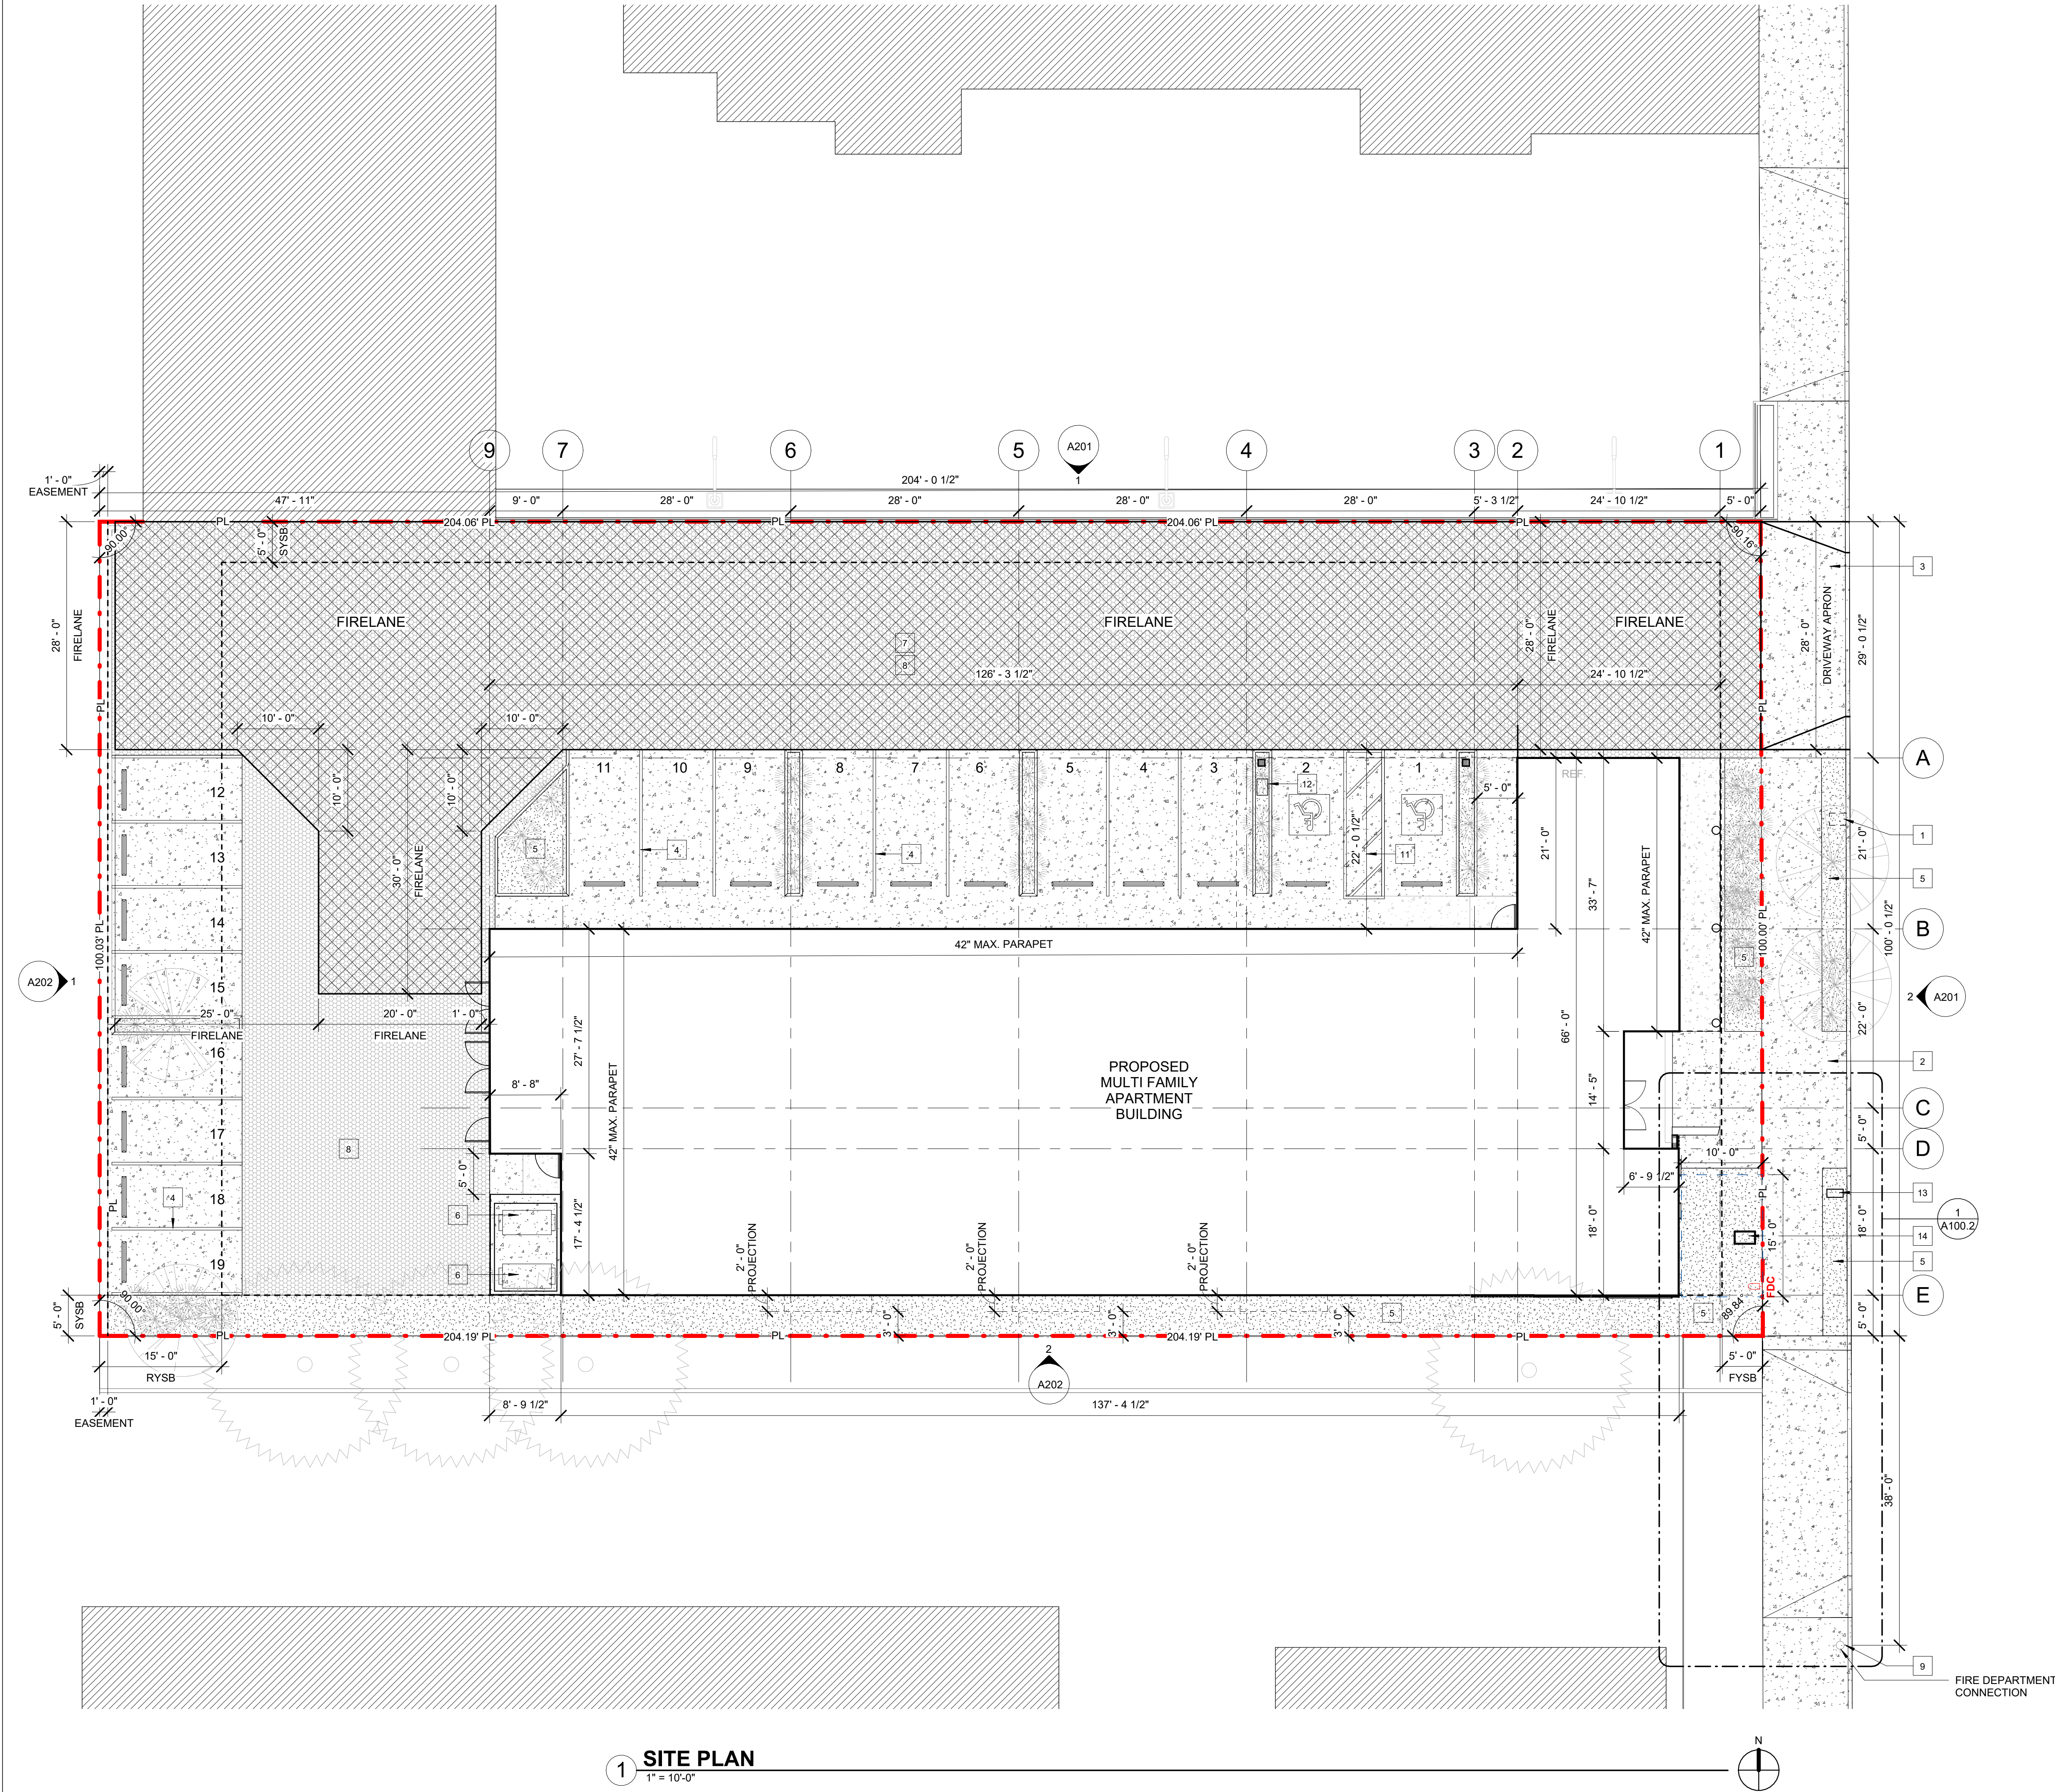 9
7
6
5
A201
1
4
3
2
1
1' - 0"
EASEMENT
204' - 0 1/2"
47' - 11"
9' - 0"
28' - 0"
28' - 0"
28' - 0"
28' - 0"
5' - 3 1/2"
24' - 10 1/2"
5' - 0"
PL
204.06' PL
PL
204.06' PL
PL
90.00°
5' - 0"
SYSB
90.16°
3
28' - 0"
FIRELANE
FIRELANE
FIRELANE
FIRELANE
7
8
28' - 0"
FIRELANE
28' - 0"
DRIVEWAY APRON
29' - 0 1/2"
126' - 3 1/2"
24' - 10 1/2"
PL
PL
10' - 0"
10' - 0"
10' - 0"
10' - 0"
30' - 0"
FIRELANE
11
10
9
8
7
6
5
4
3
2
1
12
REF.
5' - 0"
A
12
13
14
15
16
17
18
19
5
4
4
22' - 0 1/2"
11
21' - 0"
33' - 7"
42" MAX. PARAPET
1
21' - 0"
5
100' - 0 1/2"
B
100.03' PL
100.00' PL
42" MAX. PARAPET
5
A202
1
2
A201
25' - 0"
FIRELANE
20' - 0"
FIRELANE
1' - 0"
27' - 7 1/2"
42" MAX. PARAPET
8' - 8"
PROPOSED
MULTI FAMILY
APARTMENT
BUILDING
66' - 0"
14' - 5"
22' - 0"
2
C
5' - 0"
D
8
4
5' - 0"
17' - 4 1/2"
6
6
10' - 0"
6' - 9 1/2"
PL
13
1
A100.2
18' - 0"
15' - 0"
18' - 0"
14
5
FDC
E
PL
2' - 0"
PROJECTION
2' - 0"
PROJECTION
2' - 0"
PROJECTION
5' - 0"
SYSB
90.00°
3' - 0"
3' - 0"
3' - 0"
5
5
89.84°
5' - 0"
PL
204.19' PL
PL
204.19' PL
PL
15' - 0"
RYSB
2
A202
5' - 0"
FYSB
1' - 0"
EASEMENT
8' - 9 1/2"
137' - 4 1/2"
38' - 0"
9
FIRE DEPARTMENT
CONNECTION
1
SITE PLAN
1" = 10'-0"
N